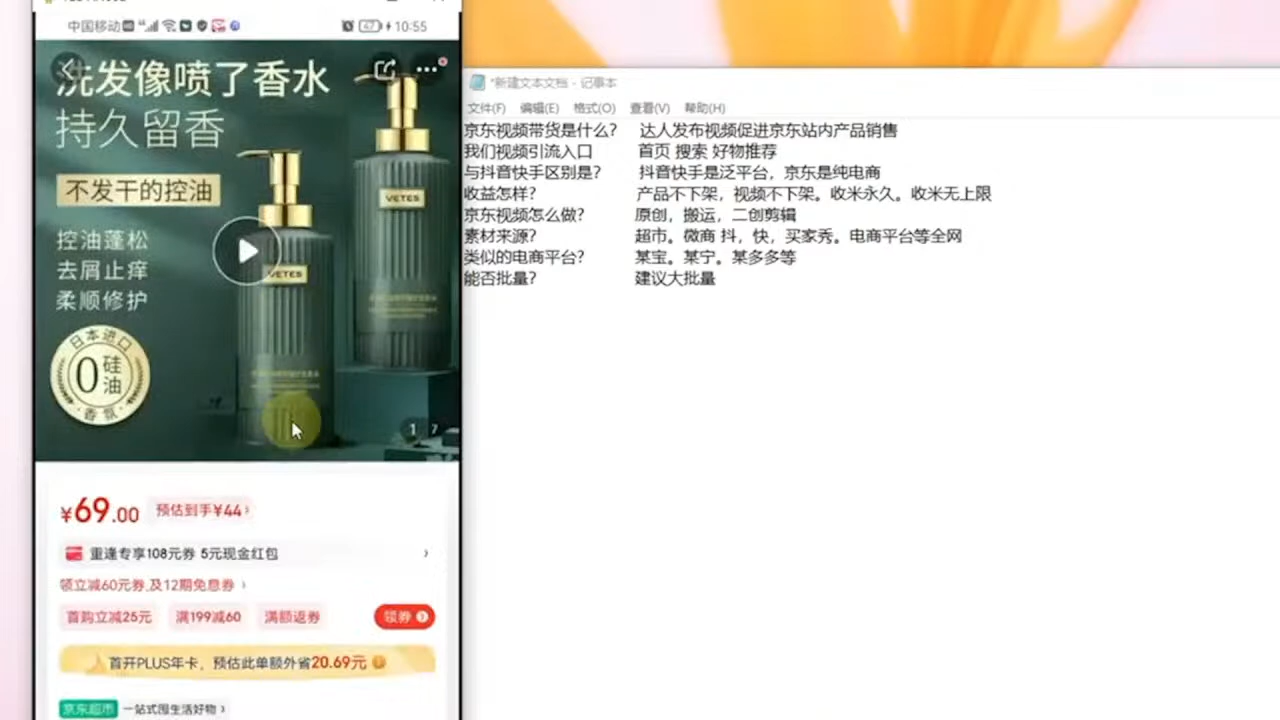 中国移动
47
10:55
洗发像喷了香水
持久留香
不发干的控油
控油蓬松
去屑止痒
柔顺修护
日本进口
0硅油
香氛
VETES
VETES
1 7
¥69.00 预估到手¥44
重逢专享108元券 5元现金红包
领立减60元券,及12期免息券
首购立减25元 满199减60 满额返券 领券
首开PLUS年卡，预估此单额外省20.69元
京东超市 一站式囤生活好物
*新建文本文档 - 记事本
文件(F) 编辑(E) 格式(O) 查看(V) 帮助(H)
京东视频带货是什么? 达人发布视频促进京东站内产品销售
我们视频引流入口 首页 搜索 好物推荐
与抖音快手区别是? 抖音快手是泛平台，京东是纯电商
收益怎样? 产品不下架，视频不下架。收米永久。收米无上限
京东视频怎么做? 原创，搬运，二创剪辑
素材来源? 超市。微商 抖，快，买家秀。电商平台等全网
类似的电商平台? 某宝。某宁。某多多等
能否批量? 建议大批量